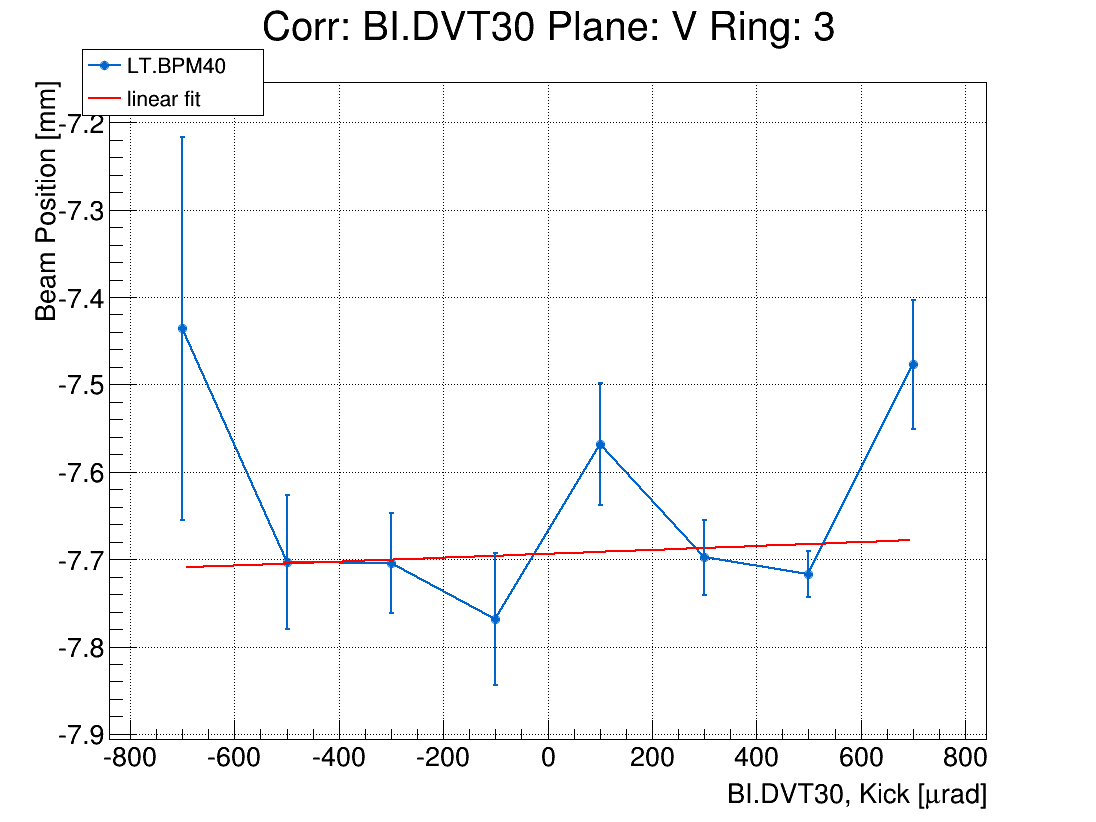 Corr: BI.DVT30 Plane: V Ring: 3
LT.BPM40
linear fit
Beam Position [mm]
-7.2
-7.3
-7.4
-7.5
-7.6
-7.7
-7.8
-7.9
-800 -600 -400 -200 0 200 400 600 800
BI.DVT30, Kick [μrad]